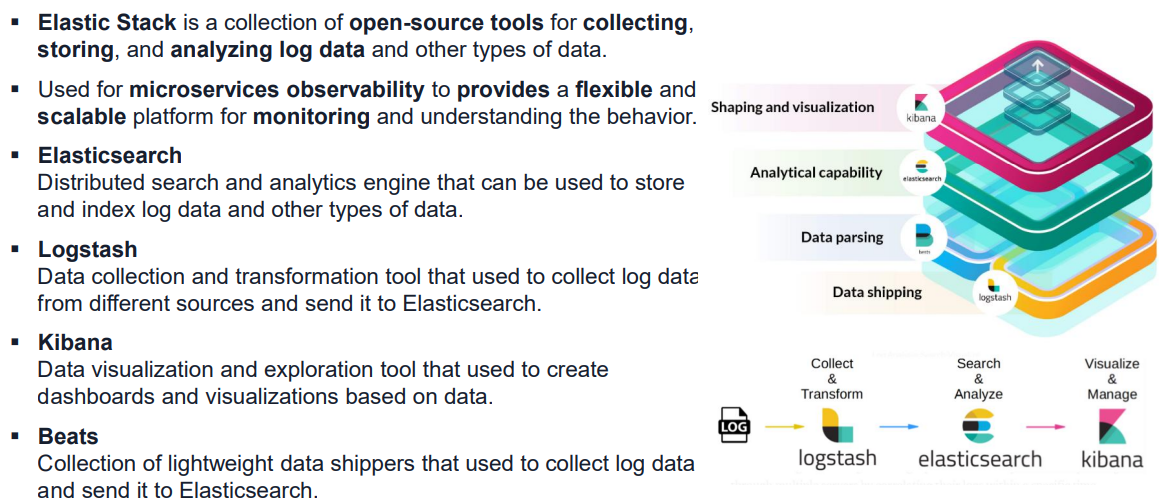 ▪ Elastic Stack is a collection of open-source tools for collecting,
storing, and analyzing log data and other types of data.
▪ Used for microservices observability to provides a flexible and
scalable platform for monitoring and understanding the behavior.
▪ Elasticsearch
Distributed search and analytics engine that can be used to store
and index log data and other types of data.
▪ Logstash
Data collection and transformation tool that used to collect log data
from different sources and send it to Elasticsearch.
▪ Kibana
Data visualization and exploration tool that used to create
dashboards and visualizations based on data.
▪ Beats
Collection of lightweight data shippers that used to collect log data
and send it to Elasticsearch.
Shaping and visualization
kibana
Analytical capability
elasticsearch
Data parsing
beats
Data shipping
logstash
Collect
&
Transform
Search
&
Analyze
Visualize
&
Manage
LOG
logstash
elasticsearch
kibana